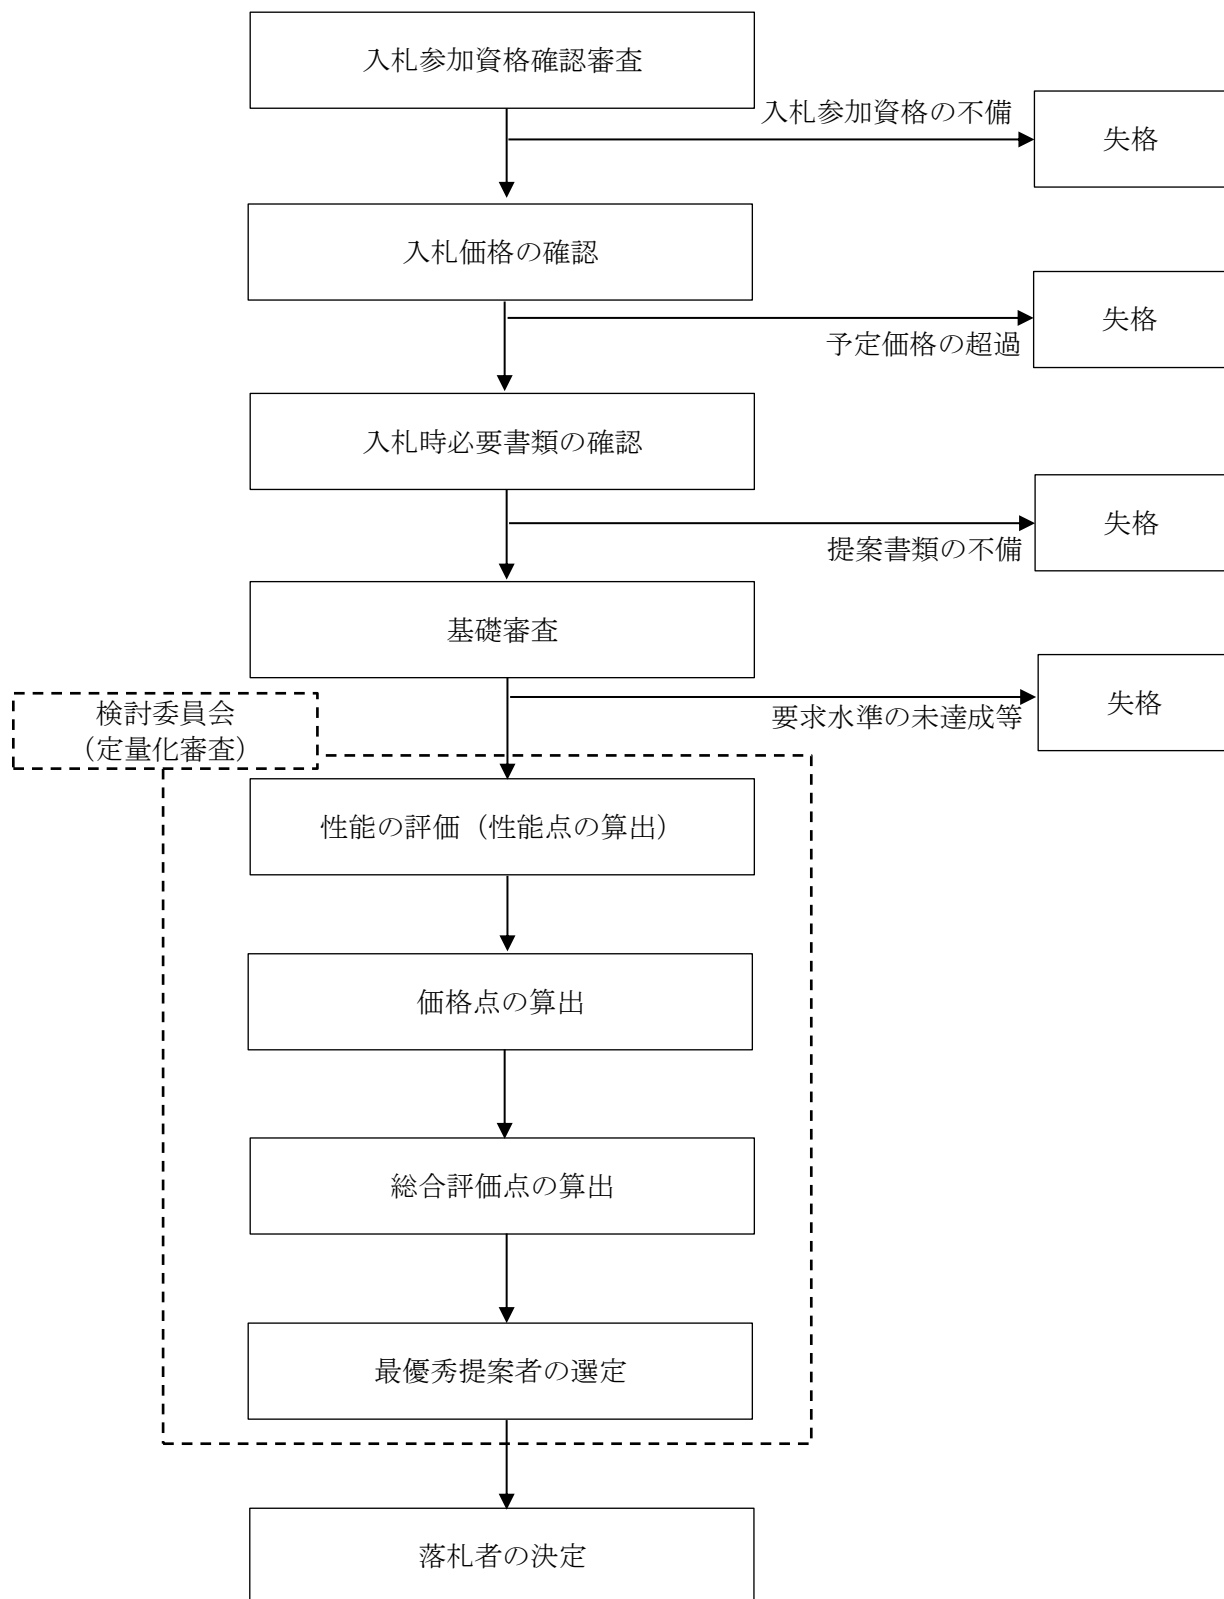 入札参加資格確認審査
入札参加資格の不備
失格
入札価格の確認
失格
予定価格の超過
入札時必要書類の確認
失格
提案書類の不備
基礎審査
失格
要求水準の未達成等
検討委員会
（定量化審査）
性能の評価（性能点の算出）
価格点の算出
総合評価点の算出
最優秀提案者の選定
落札者の決定